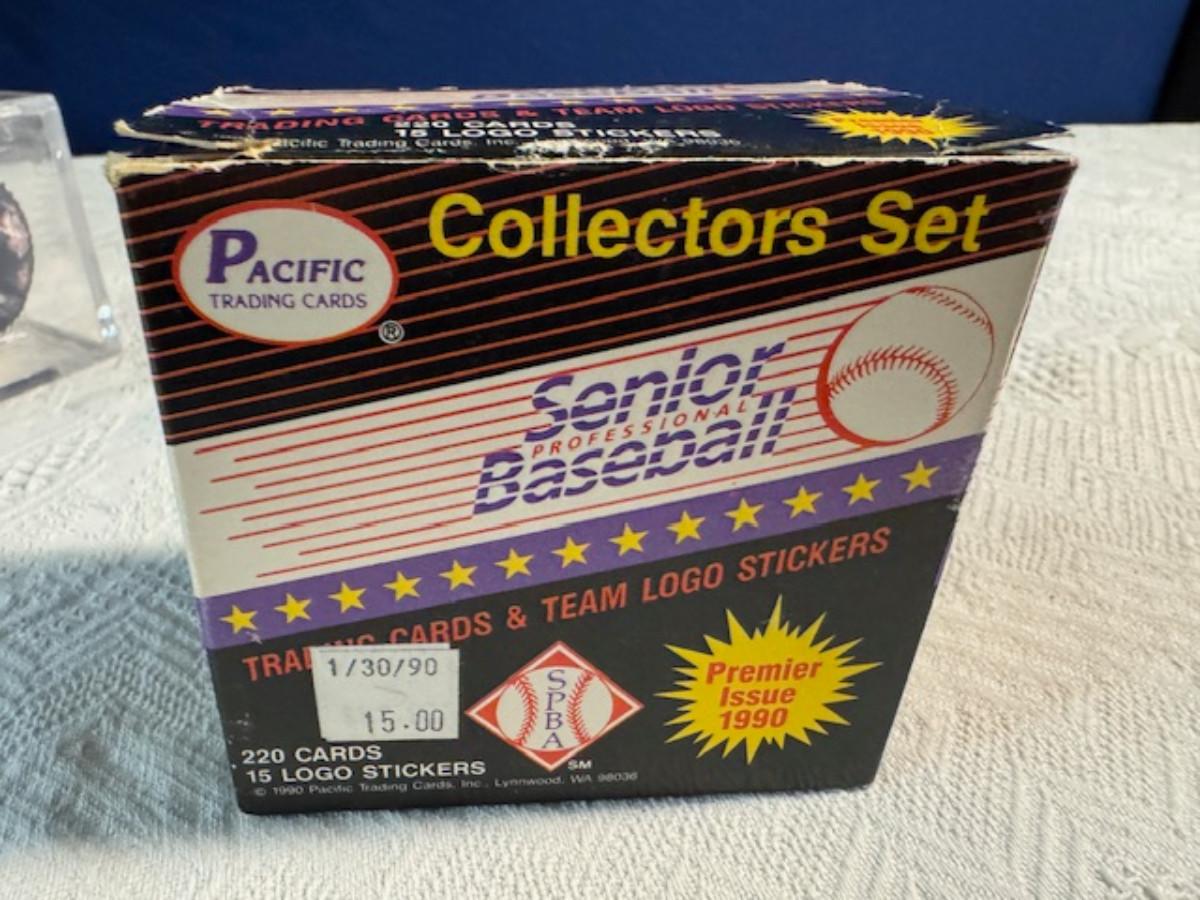 TRADING CARDS & TEAM LOGO STICKERS
220 CARDS
15 LOGO STICKERS
Pacific Trading Cards, Inc. 98036
Collectors Set
PACIFIC
TRADING CARDS
®
Senior
PROFESSIONAL
Baseball
TRADING CARDS & TEAM LOGO STICKERS
1/30/90
15.00
SPBA
SM
Premier
Issue
1990
220 CARDS
15 LOGO STICKERS
© 1990 Pacific Trading Cards, Inc., Lynnwood, WA 98036